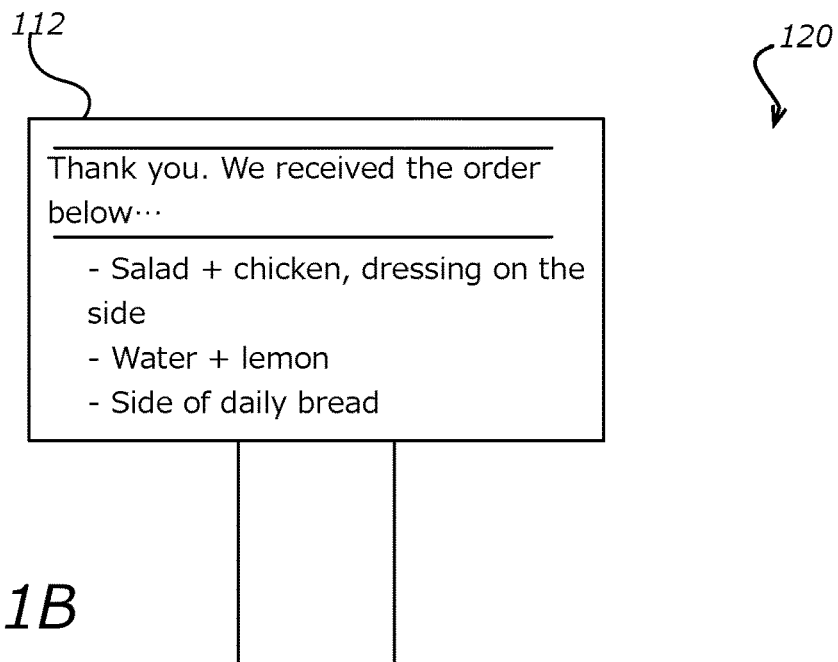 112
120
Thank you. We received the order
below···
- Salad + chicken, dressing on the
side
- Water + lemon
- Side of daily bread
1B